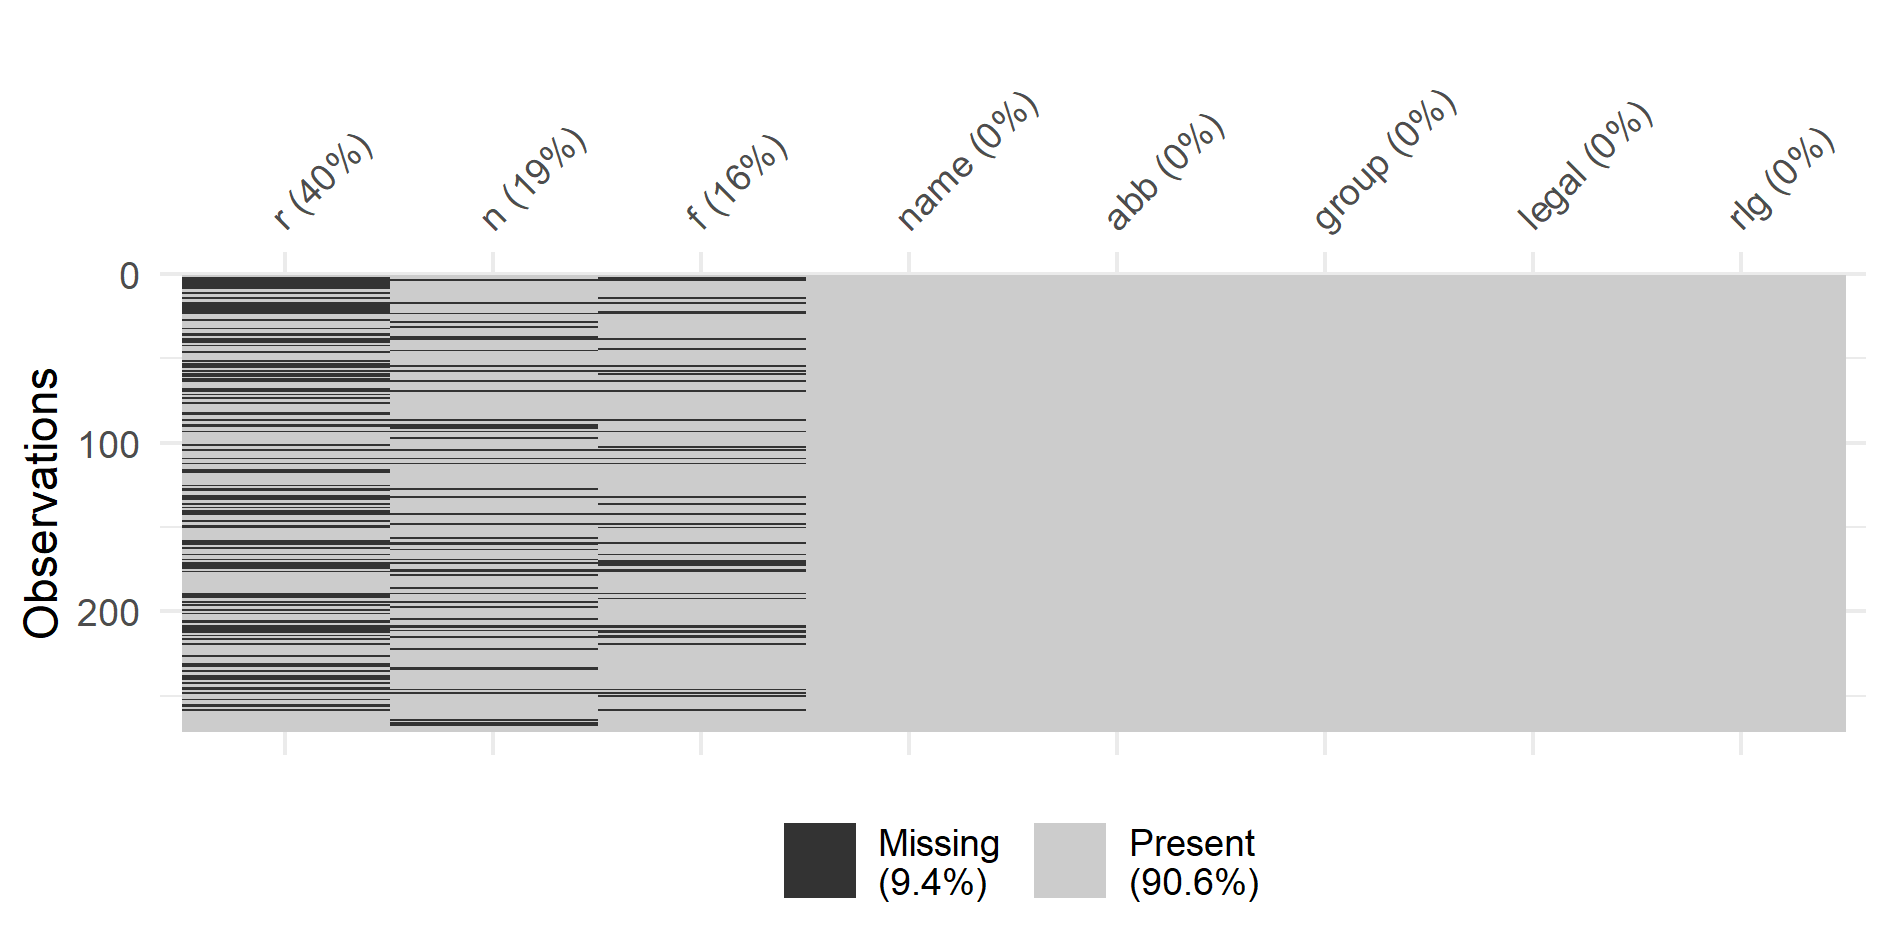 r (40%)
n (19%)
f (16%)
name (0%)
abb (0%)
group (0%)
legal (0%)
rlg (0%)
0
100
200
Observations
Missing
(9.4%)
Present
(90.6%)